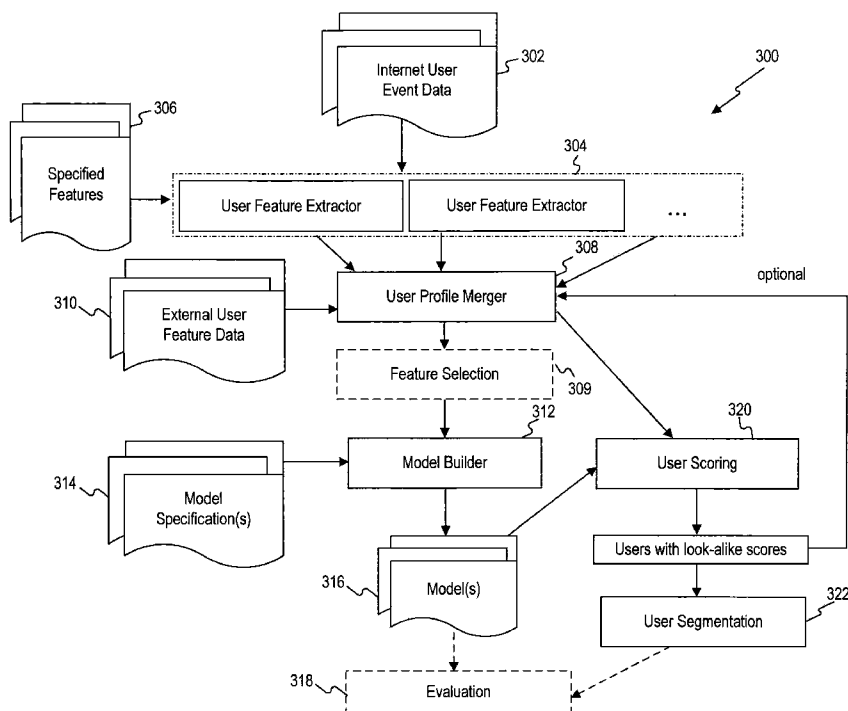 Internet User
Event Data
302
300
306
Specified
Features
304
User Feature Extractor
User Feature Extractor
...
308
optional
310
External User
Feature Data
User Profile Merger
Feature Selection
309
312
320
314
Model
Specification(s)
Model Builder
User Scoring
316
Model(s)
Users with look-alike scores
322
User Segmentation
318
Evaluation